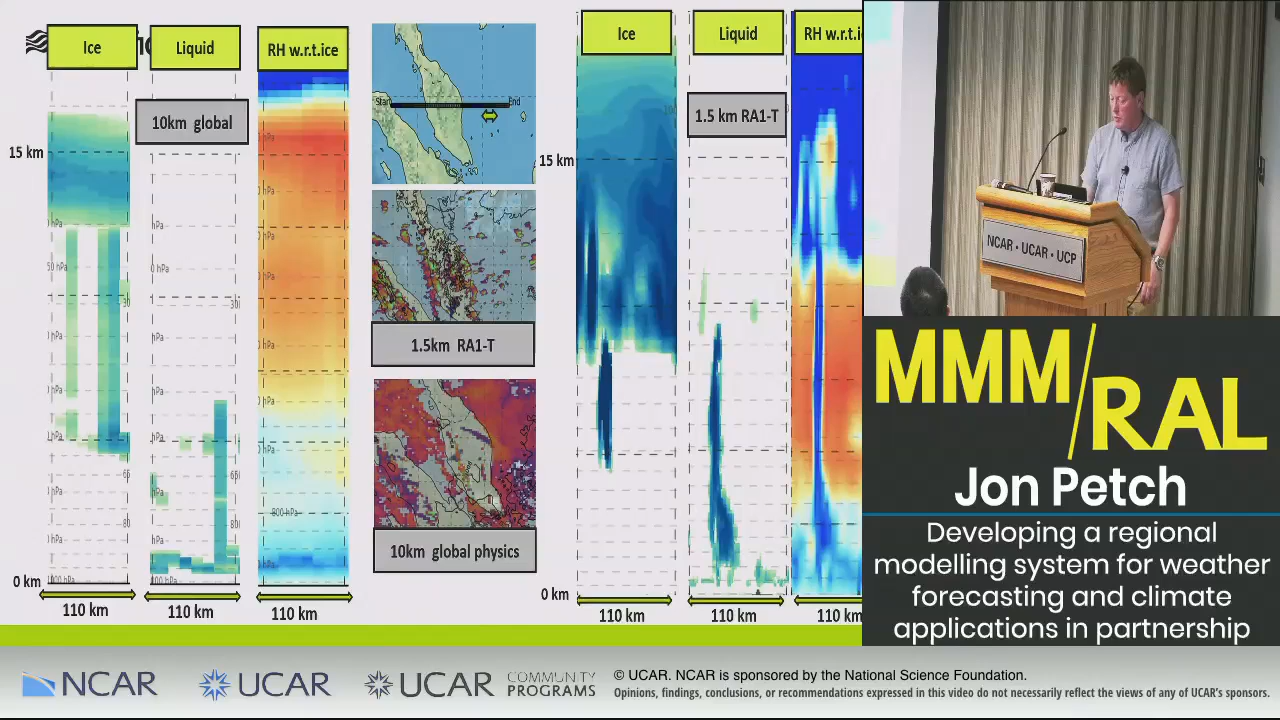 Ice
Liquid
RH w.r.t.ice
10km global
15 km
50 hPa
0 km
110 km
110 km
110 km
Start
End
1.5km RA1-T
10km global physics
Ice
Liquid
RH w.r.t.i
1.5 km RA1-T
15 km
0 km
110 km
110 km
110 km
NCAR • UCAR • UCP
MMM/RAL
Jon Petch
Developing a regional
modelling system for weather
forecasting and climate
applications in partnership
NCAR
UCAR
UCAR
COMMUNITY
PROGRAMS
© UCAR. NCAR is sponsored by the National Science Foundation.
Opinions, findings, conclusions, or recommendations expressed in this video do not necessarily reflect the views of any of UCAR's sponsors.